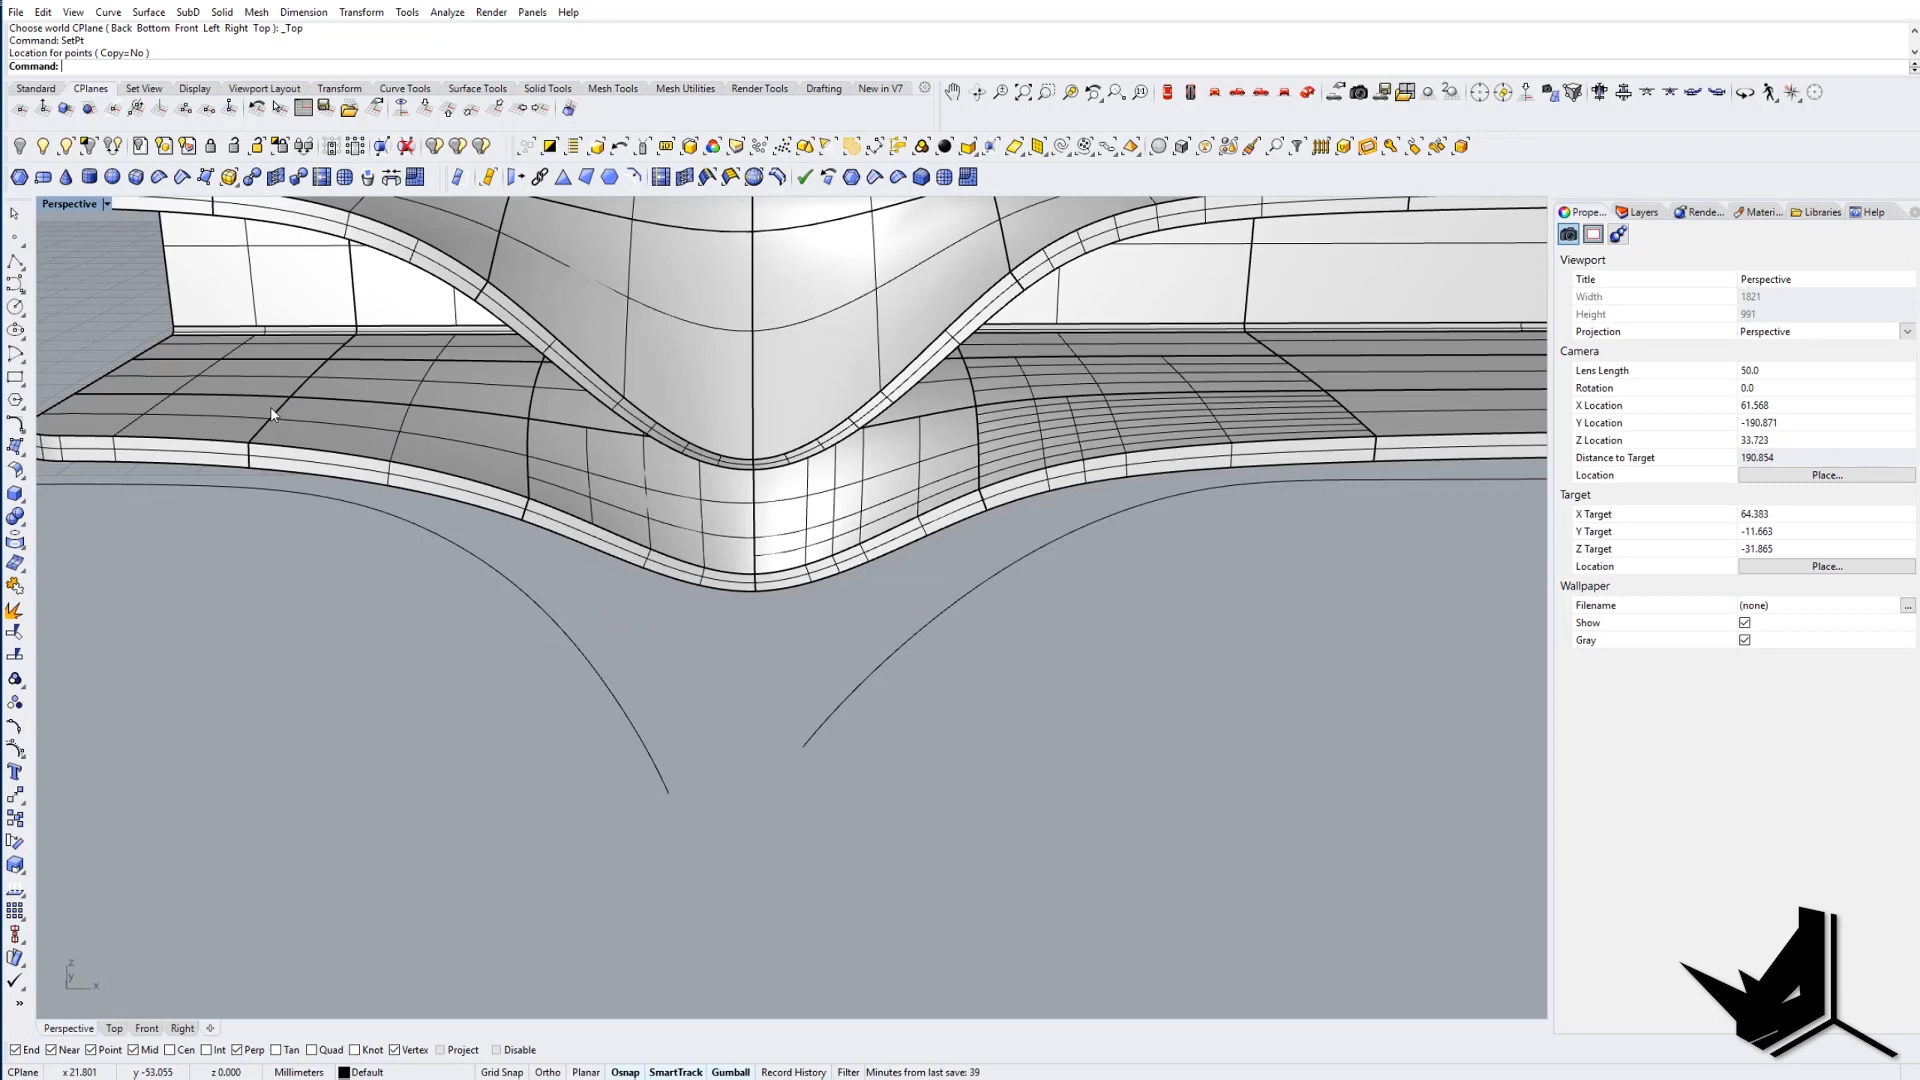 File Edit View Curve Surface SubD Solid Mesh Dimension Transform Tools Analyze Render Panels Help
Choose world CPlane ( Back Bottom Front Left Right Top ): _Top
Command: SetPt
Location for points ( Copy=No )
Command:
Standard CPlanes Set View Display Viewport Layout Transform Curve Tools Surface Tools Solid Tools Mesh Tools Mesh Utilities Render Tools Drafting New in V7
Perspective
Prope... Layers Rende... Materi... Libraries Help
Viewport
Title Perspective
Width 1821
Height 991
Projection Perspective
Camera
Lens Length 50.0
Rotation 0.0
X Location 61.568
Y Location -190.871
Z Location 33.723
Distance to Target 190.854
Location Place...
Target
X Target 64.383
Y Target -11.663
Z Target -31.865
Location Place...
Wallpaper
Filename (none) ...
Show
Gray
z
y
x
Perspective Top Front Right
End Near Point Mid Cen Int Perp Tan Quad Knot Vertex Project Disable
CPlane x 21.801 y -53.055 z 0.000 Millimeters Default Grid Snap Ortho Planar Osnap SmartTrack Gumball Record History Filter Minutes from last save: 39